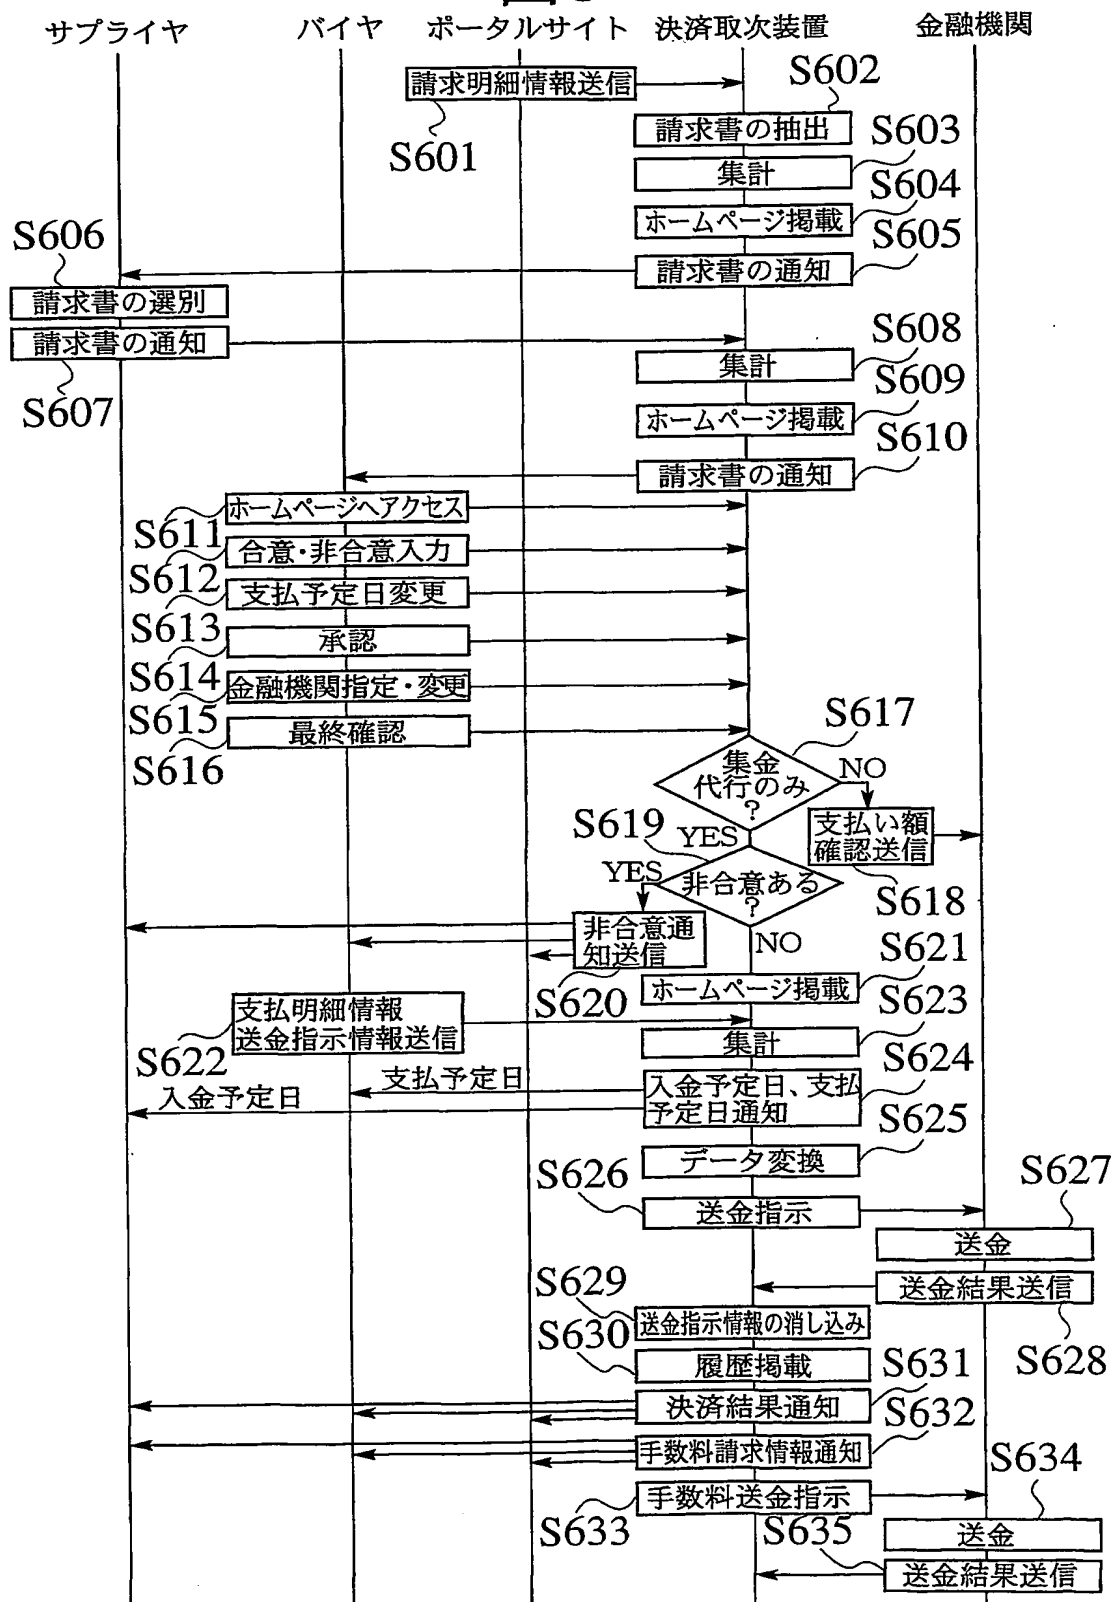 サプライヤ バイヤ ポータルサイト 決済取次装置 金融機関
請求明細情報送信
S601
S602
請求書の抽出
S603
集計
S604
ホームページ掲載
S605
請求書の通知
S606
請求書の選別
請求書の通知
S607
S608
集計
S609
ホームページ掲載
S610
請求書の通知
ホームページへアクセス
S611
合意・非合意入力
S612
支払予定日変更
S613
承認
S614
金融機関指定・変更
S615
最終確認
S616
S617
集金
代行のみ
?
NO
YES
支払い額
確認送信
S618
S619
非合意ある
?
YES
NO
非合意通
知送信
S620
S621
ホームページ掲載
支払明細情報
送金指示情報送信
S622
S623
集計
S624
入金予定日、支払
予定日通知
支払予定日
入金予定日
S625
データ変換
S626
送金指示
S627
送金
送金結果送信
S628
S629
送金指示情報の消し込み
S630
履歴掲載
S631
決済結果通知
S632
手数料請求情報通知
手数料送金指示
S633
S634
送金
S635
送金結果送信